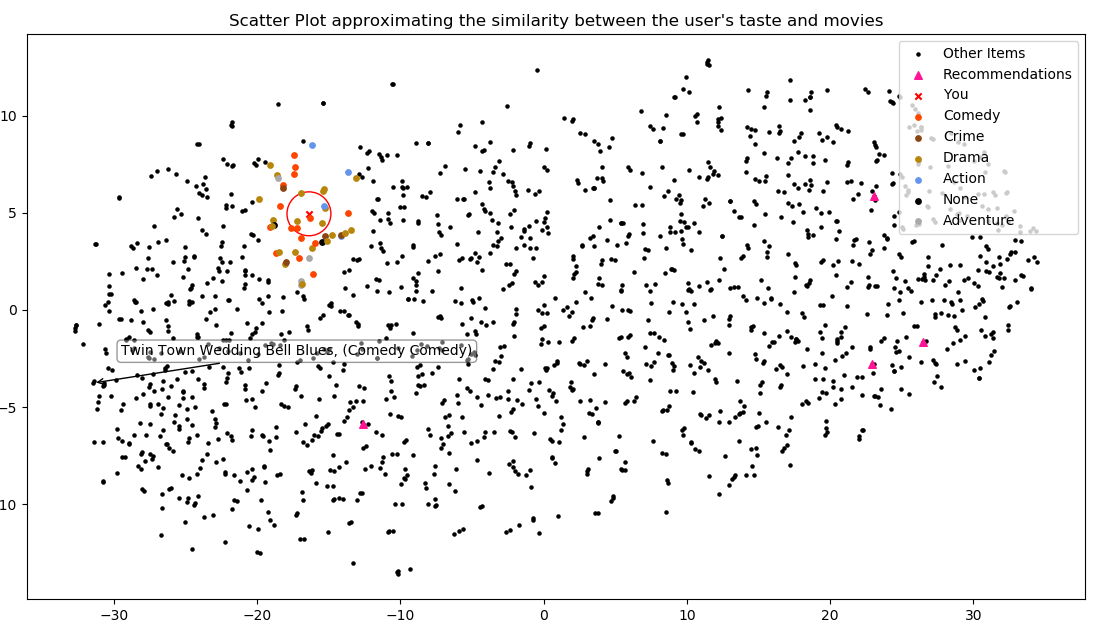 Scatter Plot approximating the similarity between the user's taste and movies
Other Items
Recommendations
You
Comedy
Crime
Drama
Action
None
Adventure
Twin Town Wedding Bell Blues, (Comedy Comedy)
10
5
0
−5
10
−30
−20
−10
0
10
20
30